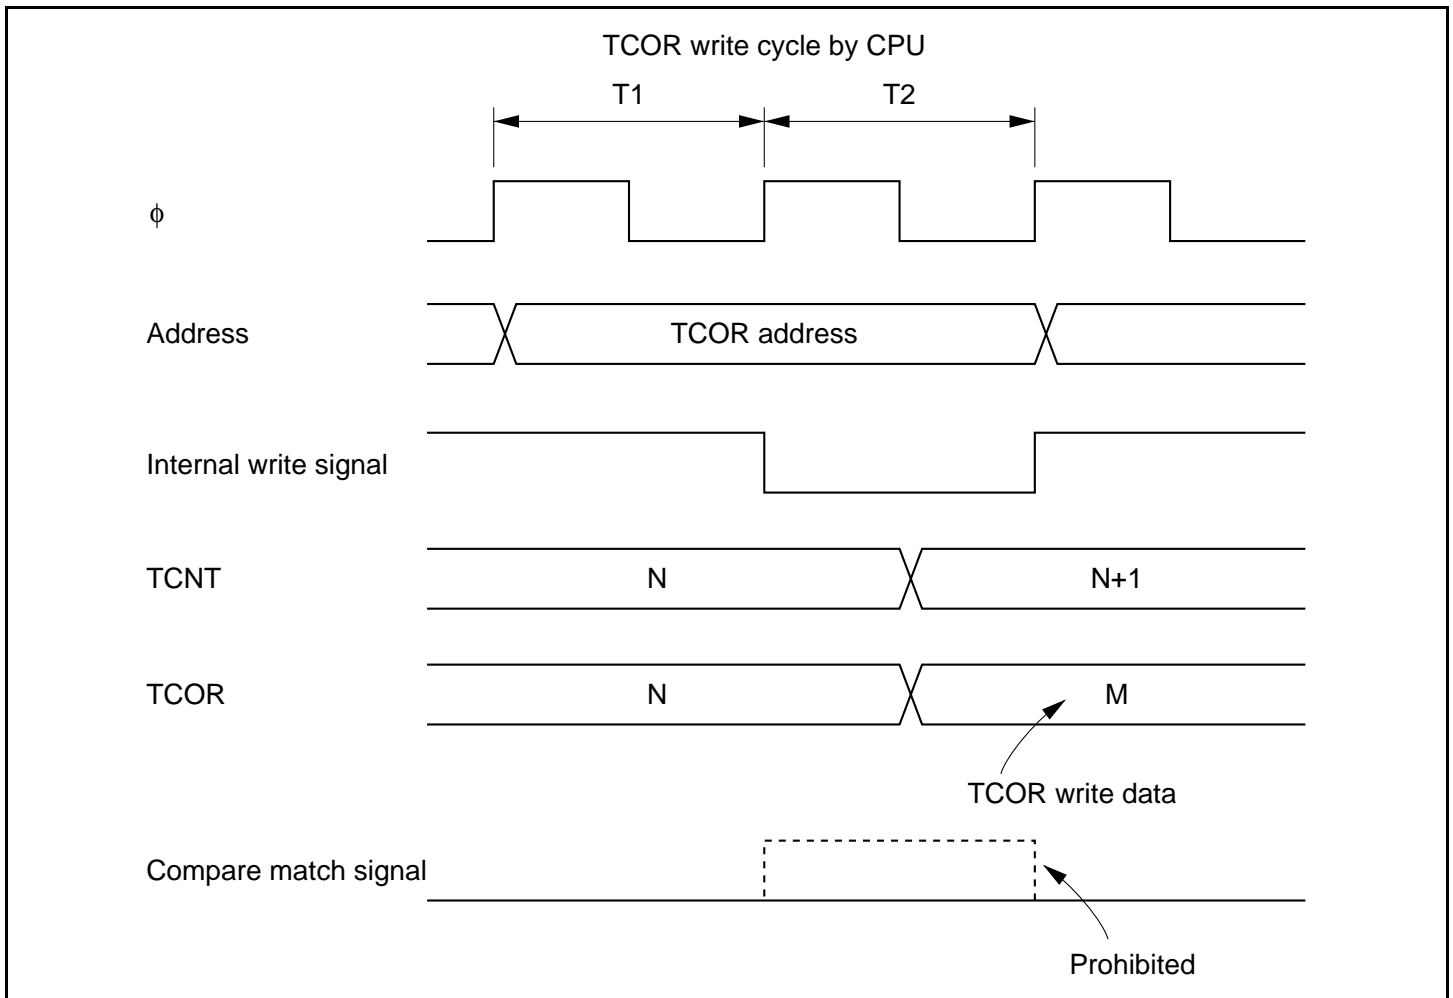 TCOR write cycle by CPU
T1 T2
φ
Address TCOR address
Internal write signal
TCNT N N+1
TCOR N M
TCOR write data
Compare match signal
Prohibited